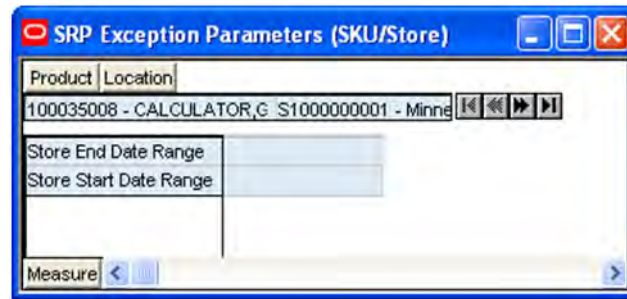 SRP Exception Parameters (SKU/Store)
Product Location
100035008 - CALCULATOR,G S1000000001 - Minne
Store End Date Range
Store Start Date Range
Measure